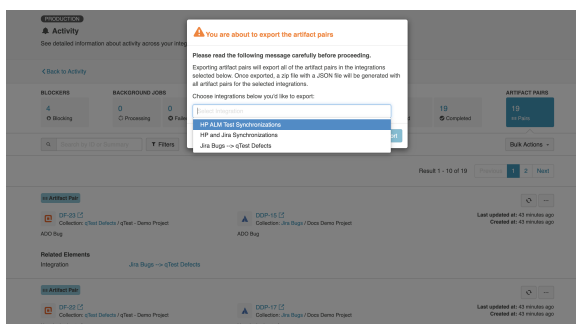 PRODUCTION
Activity
See detailed information about activity across your integ
Back to Activity
BLOCKERS
BACKGROUND JOBS
ARTIFACT PAIRS
4
Blocking
0
Processing
0
19
Completed
19
Pairs
Filters
Bulk Actions
You are about to export the artifact pairs
Please read the following message carefully before proceeding.
Exporting artifact pairs will export all of the artifact pairs in the integrations
selected below. Once exported, a zip file with a JSON file will be generated with
all artifact pairs for the selected integrations.
Choose integrations below you'd like to export:
Select integration
HP ALM Test Synchronizations
HP and Jira Synchronizations
Jira Bugs --> qTest Defects
Result 1 - 10 of 19
Previous
1
2
Next
Artifact Pair
DF-23
Collection: qTest Defects / qTest - Demo Project
ADO Bug
DDP-15
Collection: Jira Bugs / Docs Demo Project
ADO Bug
Last updated at: 43 minutes ago
Created at: 43 minutes ago
Related Elements
Integration
Jira Bugs --> qTest Defects
Artifact Pair
DF-22
Collection: qTest Defects / qTest - Demo Project
DDP-17
Collection: Jira Bugs / Docs Demo Project
Last updated at: 43 minutes ago
Created at: 43 minutes ago